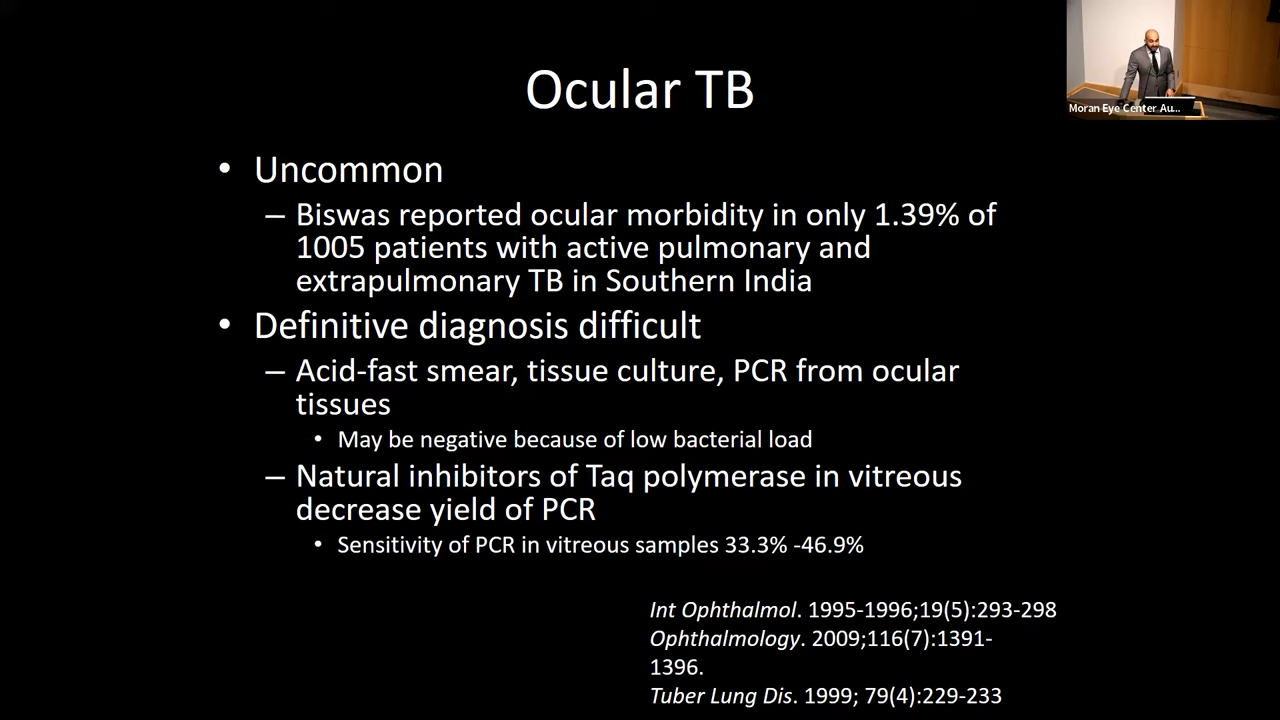 Ocular TB
Moran Eye Center Au...
• Uncommon
– Biswas reported ocular morbidity in only 1.39% of
1005 patients with active pulmonary and
extrapulmonary TB in Southern India
• Definitive diagnosis difficult
– Acid-fast smear, tissue culture, PCR from ocular
tissues
• May be negative because of low bacterial load
– Natural inhibitors of Taq polymerase in vitreous
decrease yield of PCR
• Sensitivity of PCR in vitreous samples 33.3% -46.9%
Int Ophthalmol. 1995-1996;19(5):293-298
Ophthalmology. 2009;116(7):1391-
1396.
Tuber Lung Dis. 1999; 79(4):229-233